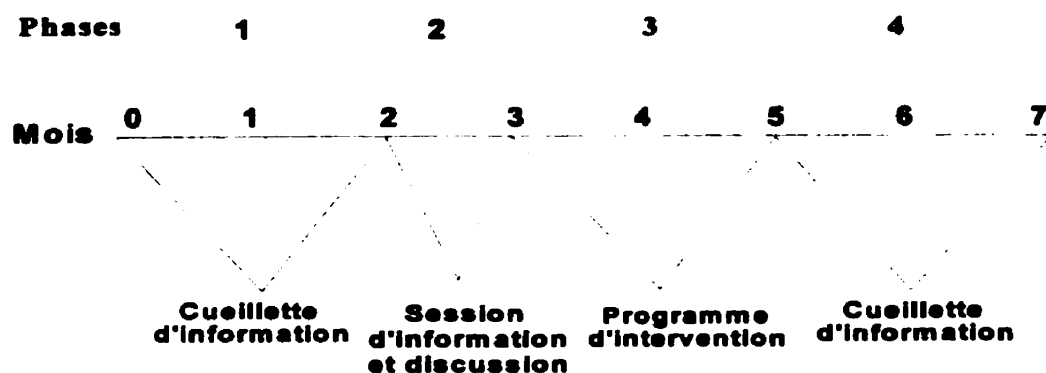 Phases 1 2 3 4
Mois 0 1 2 3 4 5 6 7
Cueillette
d'information
Session
d'information
et discussion
Programme
d'intervention
Cueillette
d'information